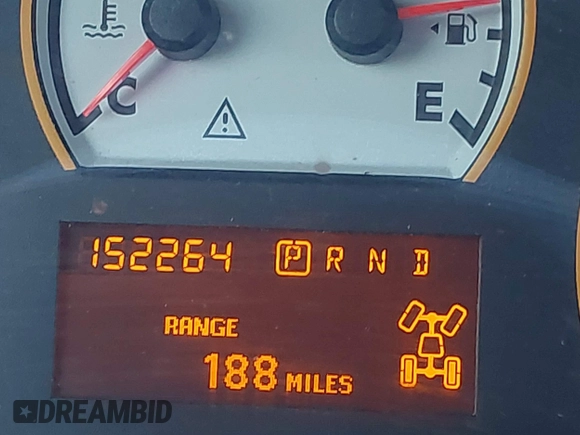 C
E
152264 P R N D
RANGE
188 MILES
DREAMBID